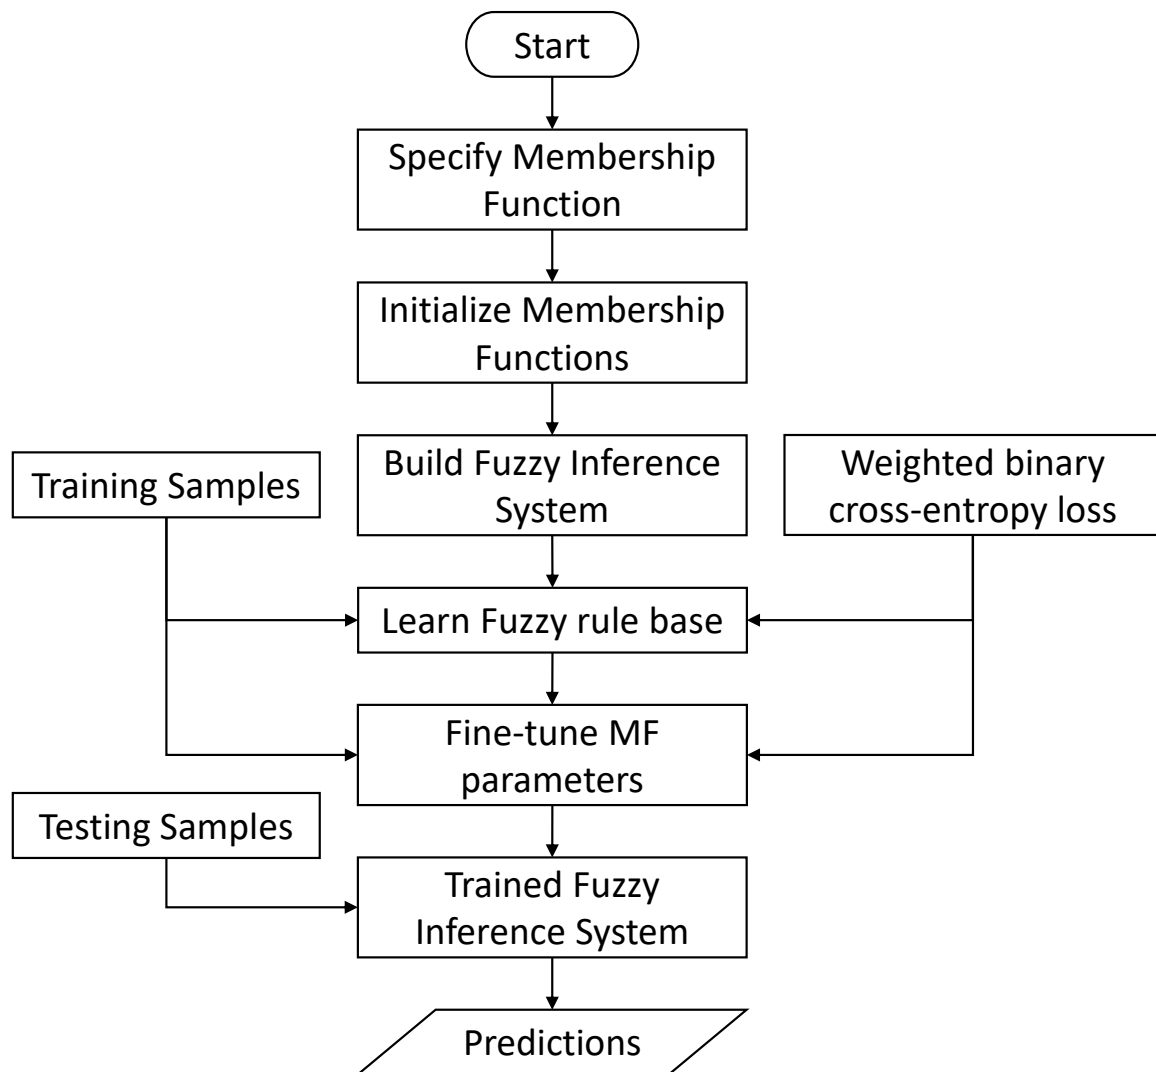 Start
Specify Membership
Function
Initialize Membership
Functions
Training Samples
Build Fuzzy Inference
System
Weighted binary
cross-entropy loss
Learn Fuzzy rule base
Fine-tune MF
parameters
Testing Samples
Trained Fuzzy
Inference System
Predictions